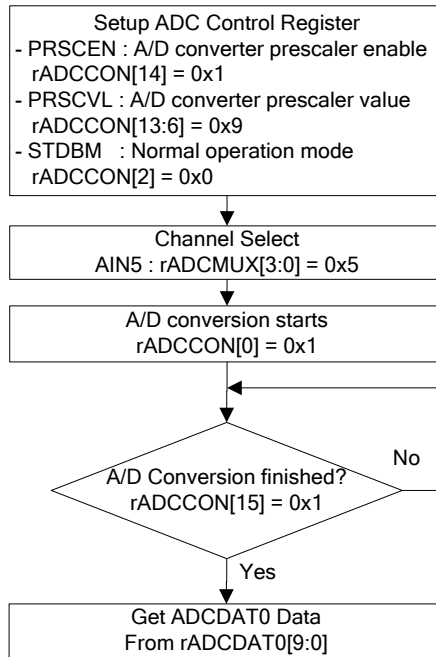 Setup ADC Control Register
- PRSCEN : A/D converter prescaler enable
rADCCON[14] = 0x1
- PRSCVL : A/D converter prescaler value
rADCCON[13:6] = 0x9
- STDBM : Normal operation mode
rADCCON[2] = 0x0
Channel Select
AIN5 : rADCMUX[3:0] = 0x5
A/D conversion starts
rADCCON[0] = 0x1
A/D Conversion finished?
rADCCON[15] = 0x1
No
Yes
Get ADCDAT0 Data
From rADCDAT0[9:0]